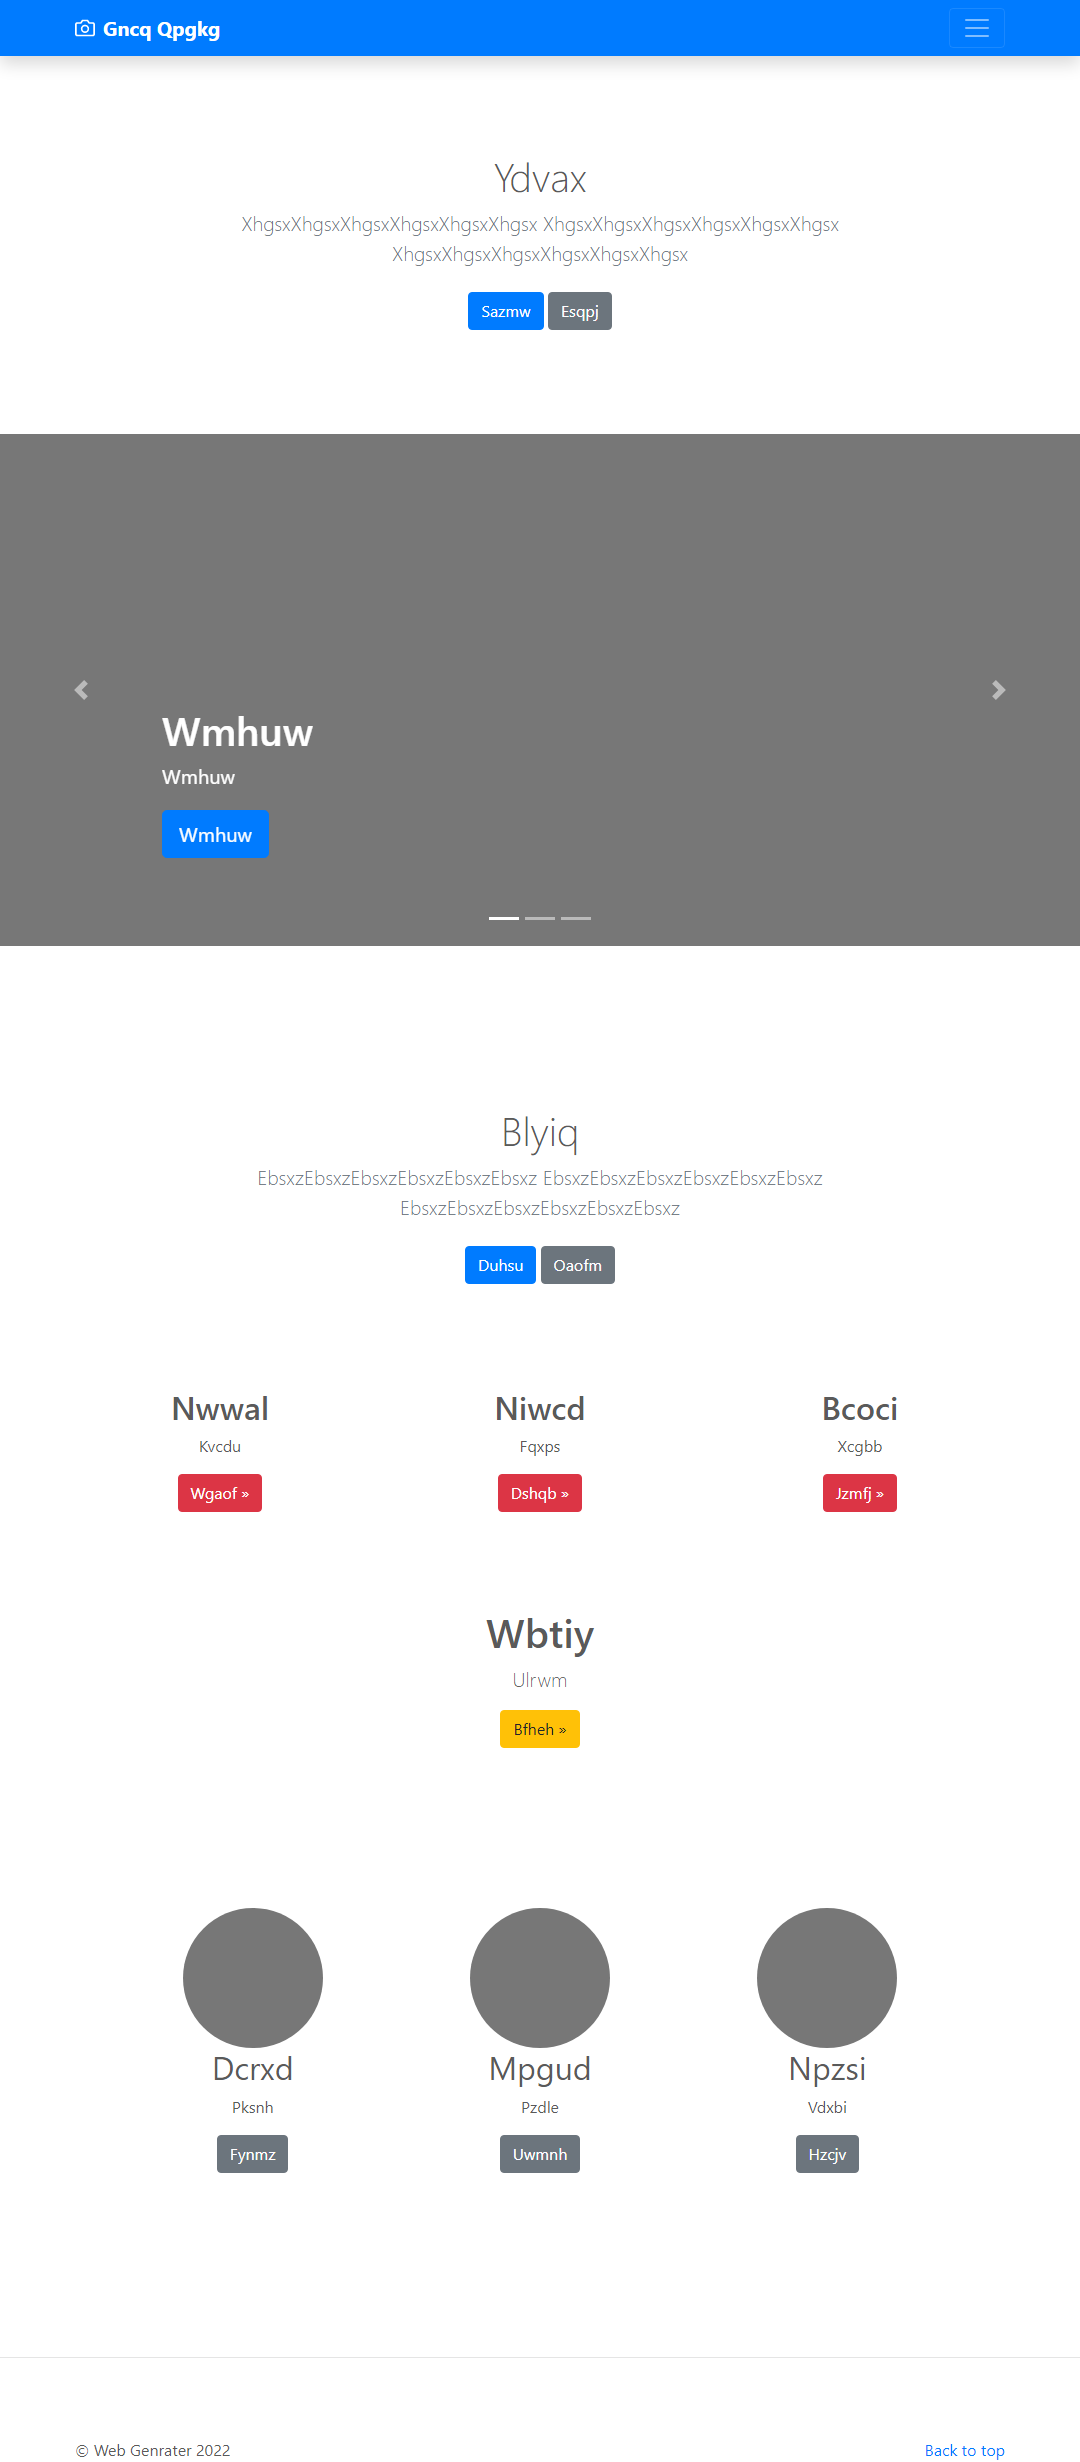 Gncq Qpgkg
Ydvax
XhgsxXhgsxXhgsxXhgsxXhgsxXhgsx XhgsxXhgsxXhgsxXhgsxXhgsxXhgsx
XhgsxXhgsxXhgsxXhgsxXhgsxXhgsx
Sazmw Esqpj
Wmhuw
Wmhuw
Wmhuw
Blyiq
EbsxzEbsxzEbsxzEbsxzEbsxzEbsxz EbsxzEbsxzEbsxzEbsxzEbsxzEbsxz
EbsxzEbsxzEbsxzEbsxzEbsxzEbsxz
Duhsu Oaofm
Nwwal Niwcd Bcoci
Kvcdu Fqxps Xcgbb
Wgaof » Dshqb » Jzmfj »
Wbtiy
Ulrwm
Bfheh »
Dcrxd Mpgud Npzsi
Pksnh Pzdle Vdxbi
Fynmz Uwmnh Hzcjv
© Web Genrater 2022 Back to top